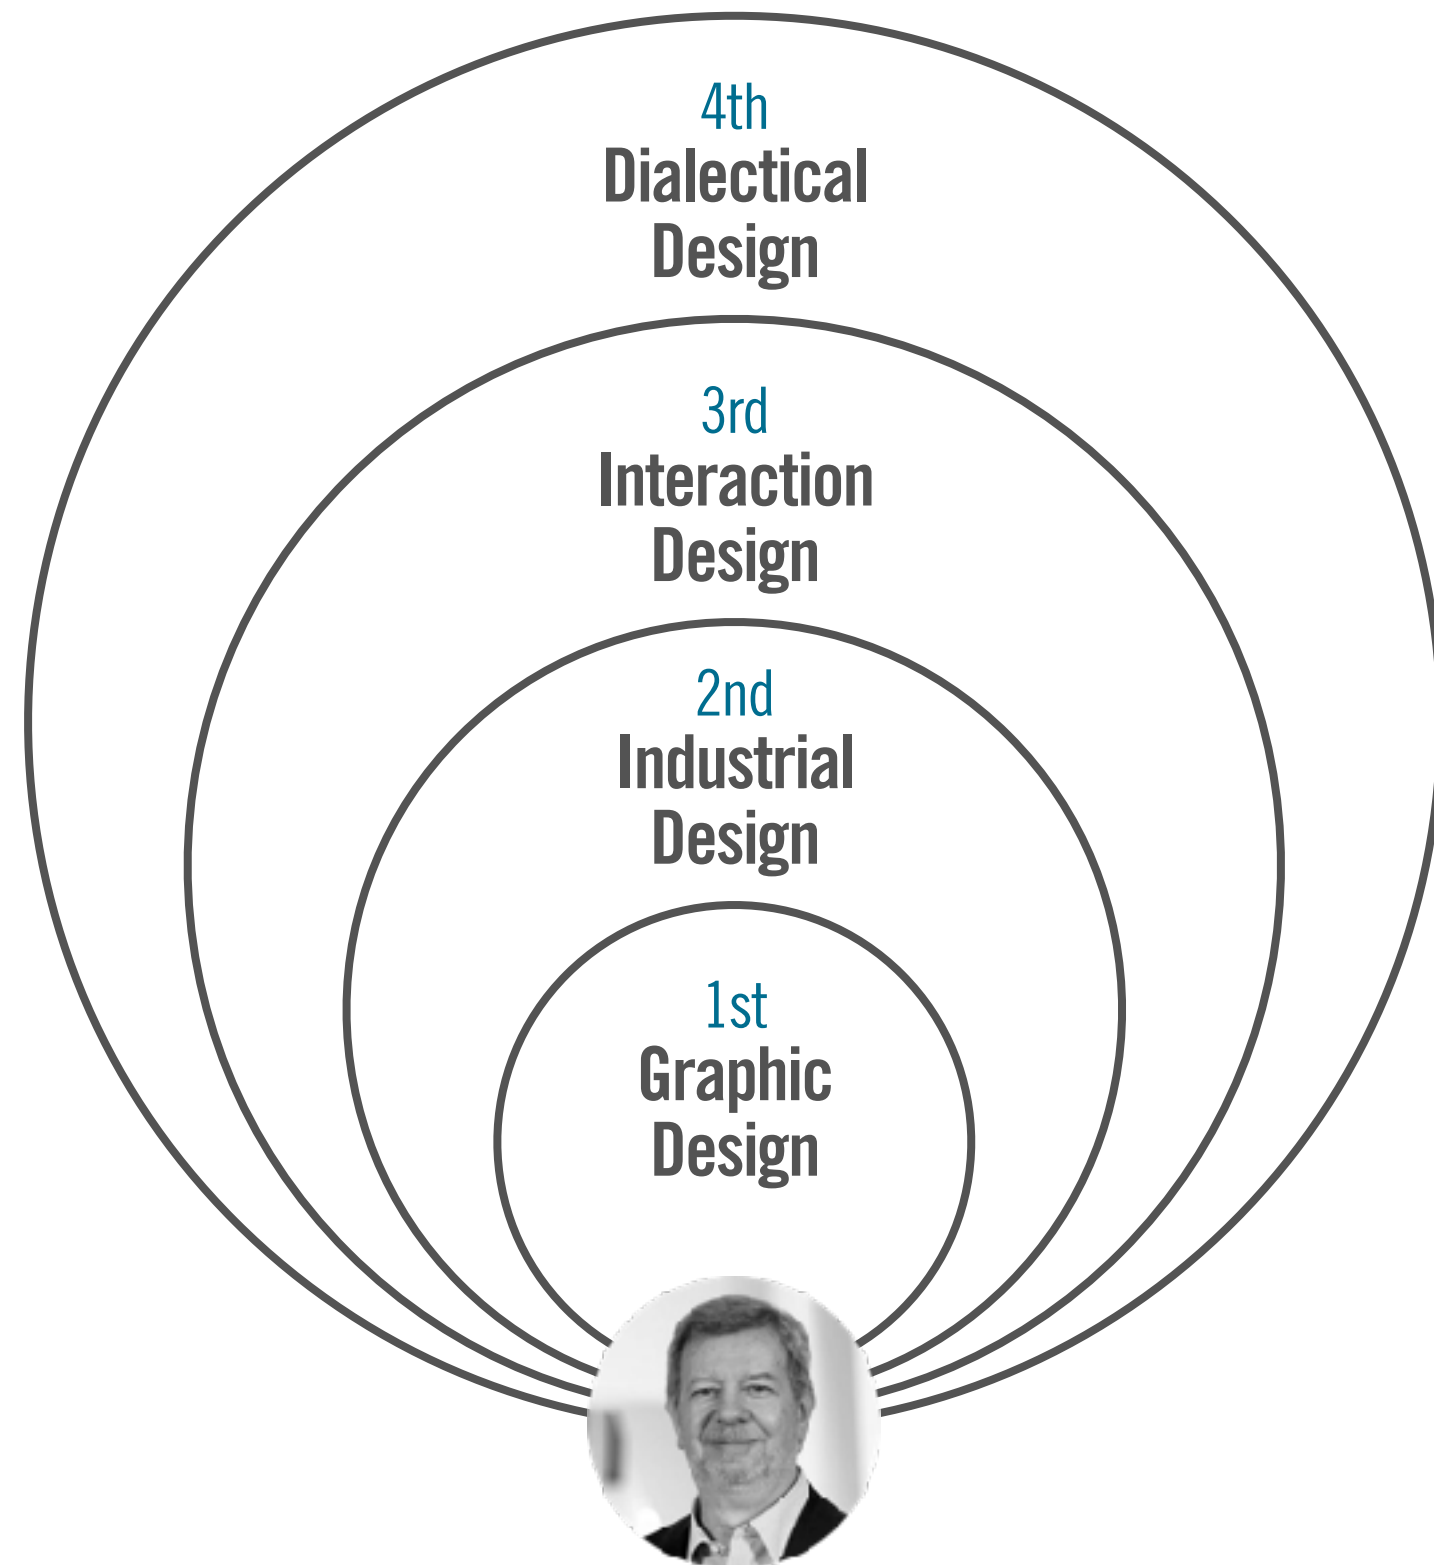 4th
Dialectical
Design
3rd
Interaction
Design
2nd
Industrial
Design
1st
Graphic
Design